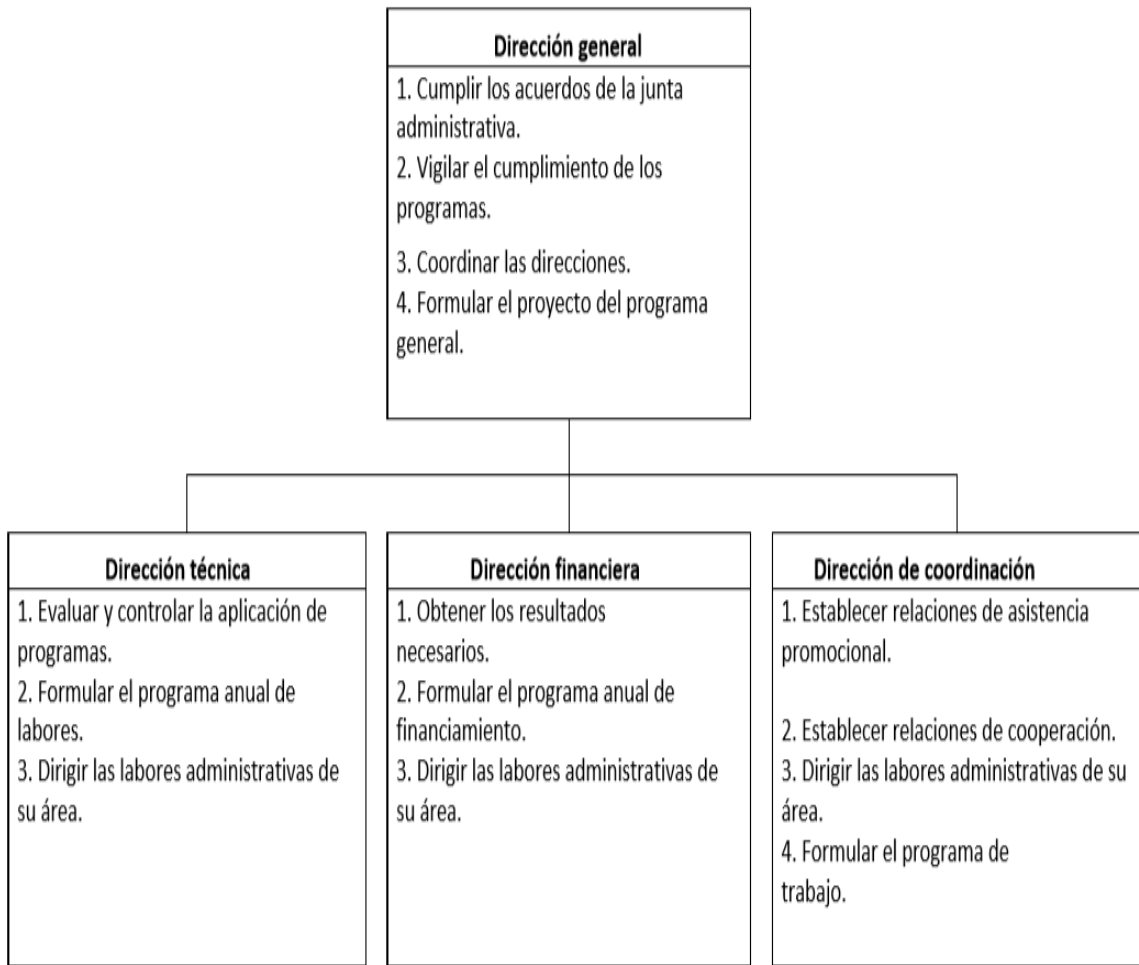 Dirección general
1. Cumplir los acuerdos de la junta
administrativa.
2. Vigilar el cumplimiento de los
programas.
3. Coordinar las direcciones.
4. Formular el proyecto del programa
general.
Dirección técnica
1. Evaluar y controlar la aplicación de
programas.
2. Formular el programa anual de
labores.
3. Dirigir las labores administrativas de
su área.
Dirección financiera
1. Obtener los resultados
necesarios.
2. Formular el programa anual de
financiamiento.
3. Dirigir las labores administrativas de
su área.
Dirección de coordinación
1. Establecer relaciones de asistencia
promocional.
2. Establecer relaciones de cooperación.
3. Dirigir las labores administrativas de su
área.
4. Formular el programa de
trabajo.